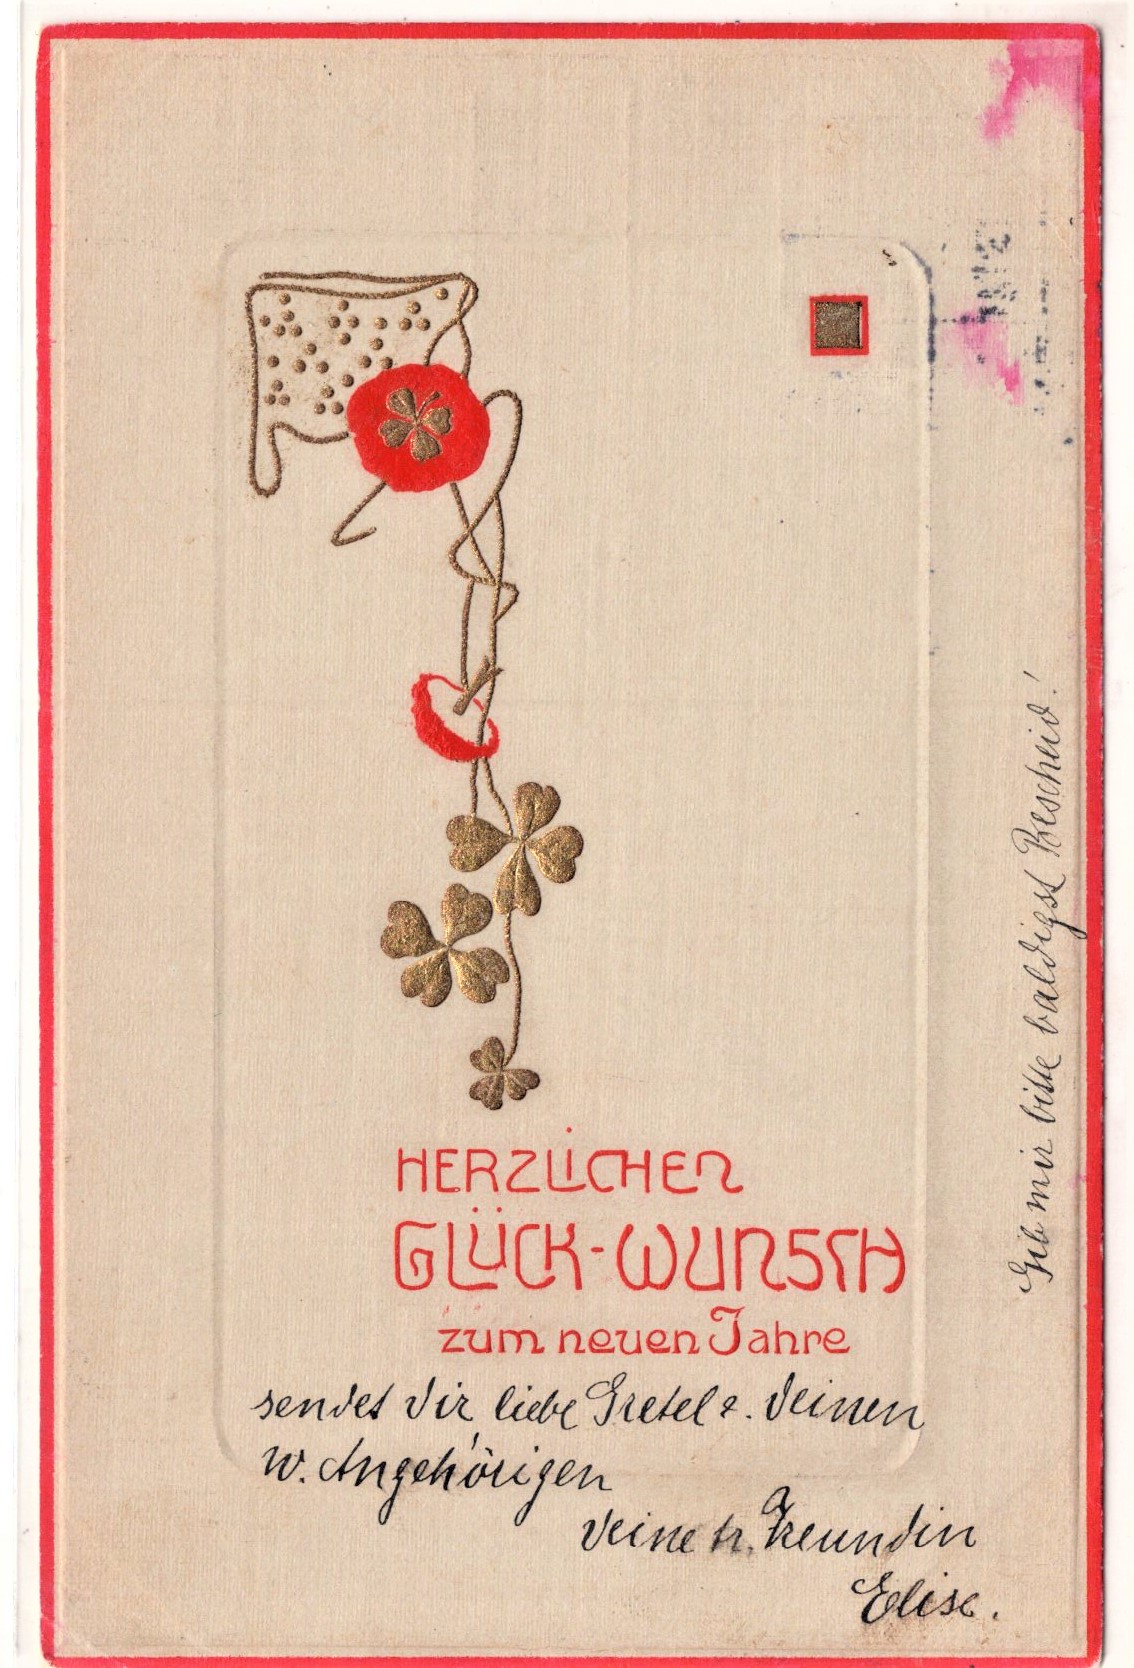 HERZLICHEN
GLÜCK-WUNSCH
zum neuen Jahre
sendet dir liebe Gretel &. deinen
w. Angehörigen
deine tr. Freundin
Elise.
Gib mir bitte baldigst Bescheid!